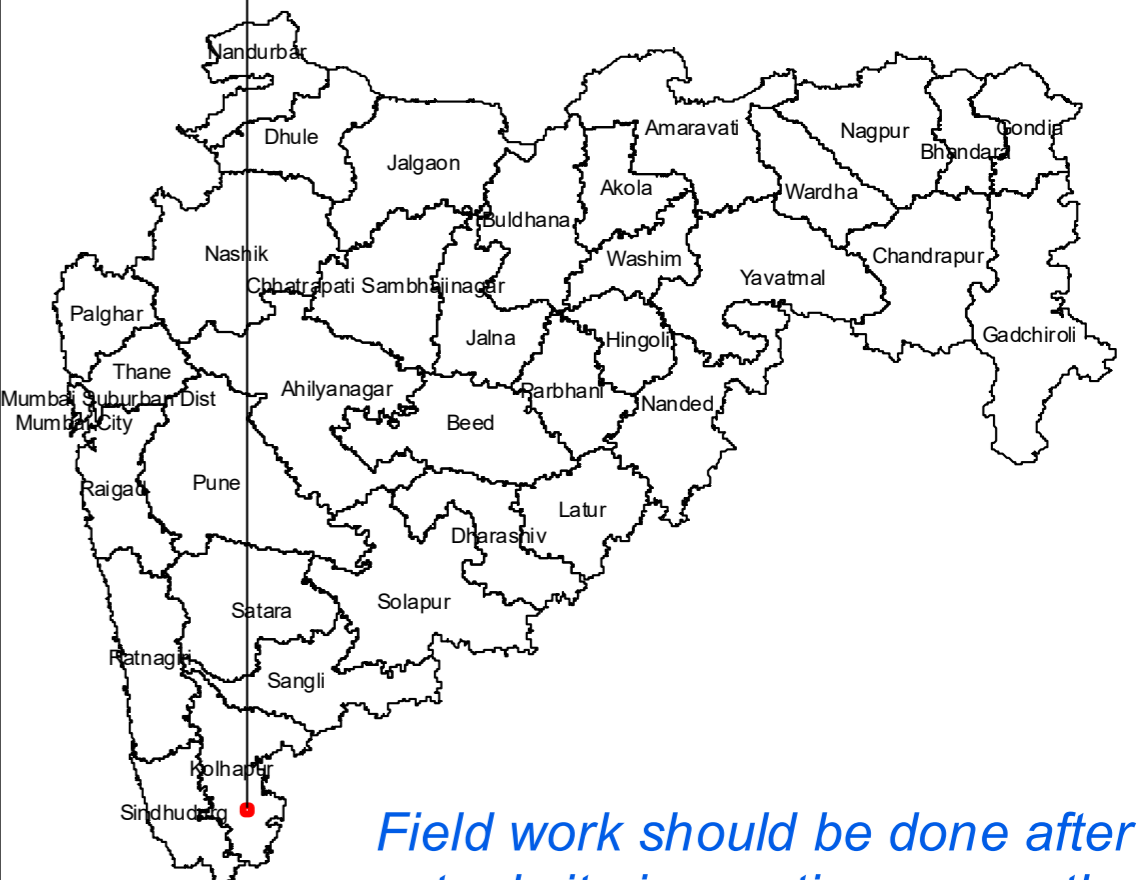 Nandurbar
Dhule
Jalgaon
Amaravati
Nagpur
Gondia
Bhandara
Akola
Wardha
Buldhana
Nashik
Washim
Chandrapur
Yavatmal
Chhatrapati Sambhajinagar
Palghar
Jalna
Hingoli
Gadchiroli
Thane
Ahilyanagar
Parbhani
Mumbai Suburban Dist
Nanded
Mumbai City
Beed
Raigad
Pune
Latur
Dharashiv
Satara
Solapur
Ratnagiri
Sangli
Kolhapur
Sindhudurg
Field work should be done after